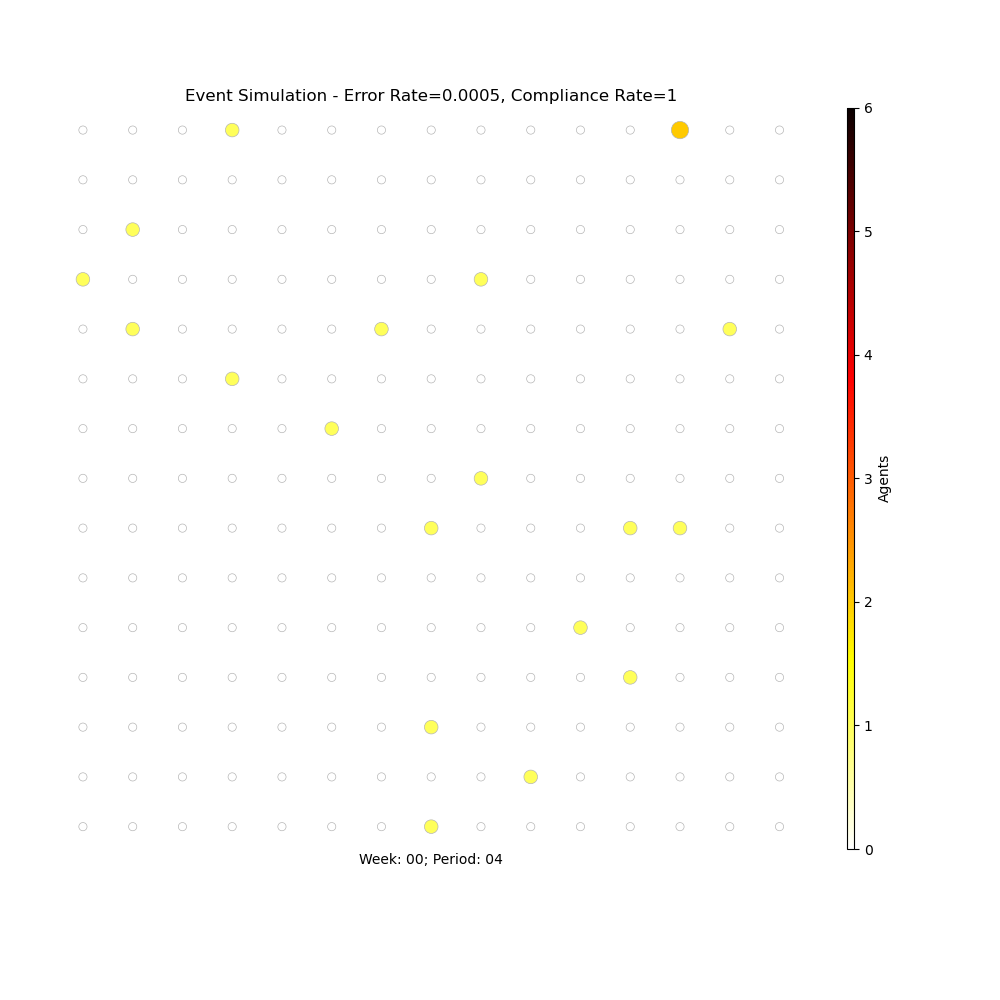 Event Simulation - Error Rate=0.0005, Compliance Rate=1
6
5
4
3
2
1
0
Agents
Week: 00; Period: 04